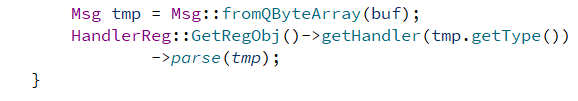 Msg tmp = Msg::fromQByteArray(buf);
HandlerReg::GetRegObj()->getHandler(tmp.getType())
->parse(tmp);
}